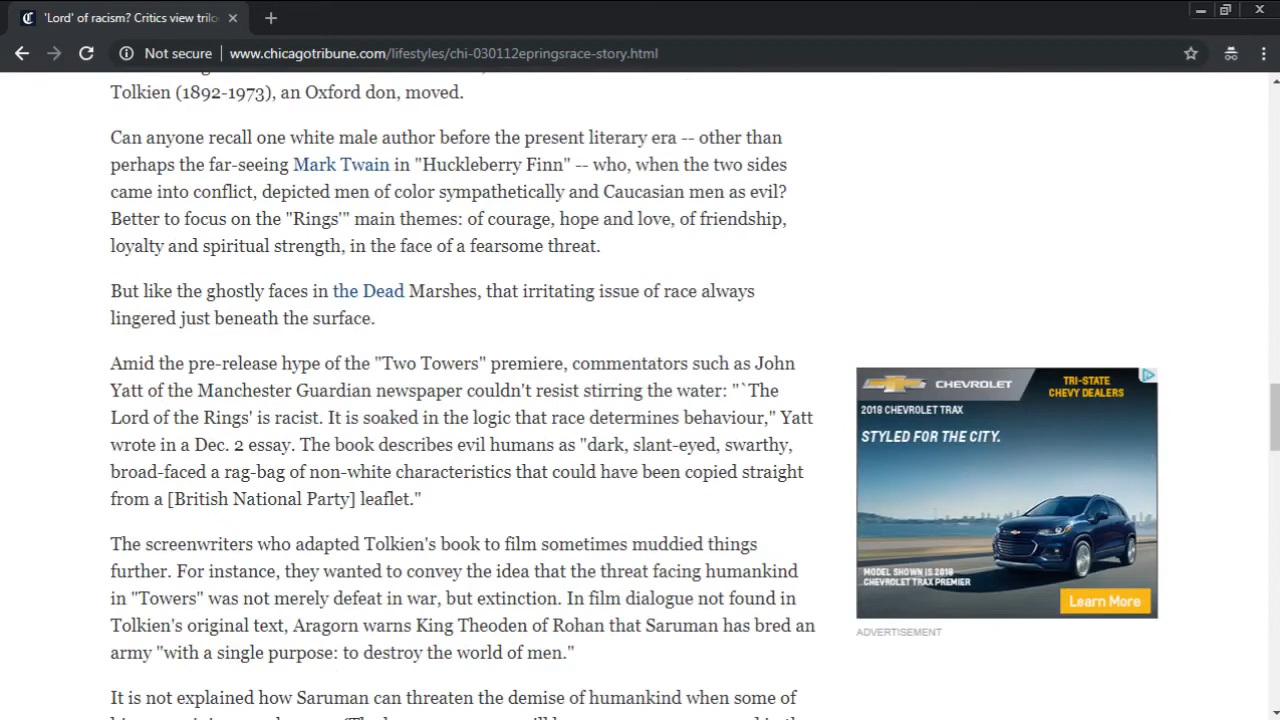 'Lord' of racism? Critics view trilo
Not secure
www.chicagotribune.com/lifestyles/chi-030112epringsrace-story.html
Tolkien (1892-1973), an Oxford don, moved.
Can anyone recall one white male author before the present literary era -- other than
perhaps the far-seeing Mark Twain in "Huckleberry Finn" -- who, when the two sides
came into conflict, depicted men of color sympathetically and Caucasian men as evil?
Better to focus on the "Rings'" main themes: of courage, hope and love, of friendship,
loyalty and spiritual strength, in the face of a fearsome threat.
But like the ghostly faces in the Dead Marshes, that irritating issue of race always
lingered just beneath the surface.
Amid the pre-release hype of the "Two Towers" premiere, commentators such as John
Yatt of the Manchester Guardian newspaper couldn't resist stirring the water: "`The
Lord of the Rings' is racist. It is soaked in the logic that race determines behaviour," Yatt
wrote in a Dec. 2 essay. The book describes evil humans as "dark, slant-eyed, swarthy,
broad-faced a rag-bag of non-white characteristics that could have been copied straight
from a [British National Party] leaflet."
The screenwriters who adapted Tolkien's book to film sometimes muddied things
further. For instance, they wanted to convey the idea that the threat facing humankind
in "Towers" was not merely defeat in war, but extinction. In film dialogue not found in
Tolkien's original text, Aragorn warns King Theoden of Rohan that Saruman has bred an
army "with a single purpose: to destroy the world of men."
It is not explained how Saruman can threaten the demise of humankind when some of
CHEVROLET
TRI-STATE
CHEVY DEALERS
2018 CHEVROLET TRAX
STYLED FOR THE CITY.
MODEL SHOWN IS 2018
CHEVROLET TRAX PREMIER
Learn More
ADVERTISEMENT